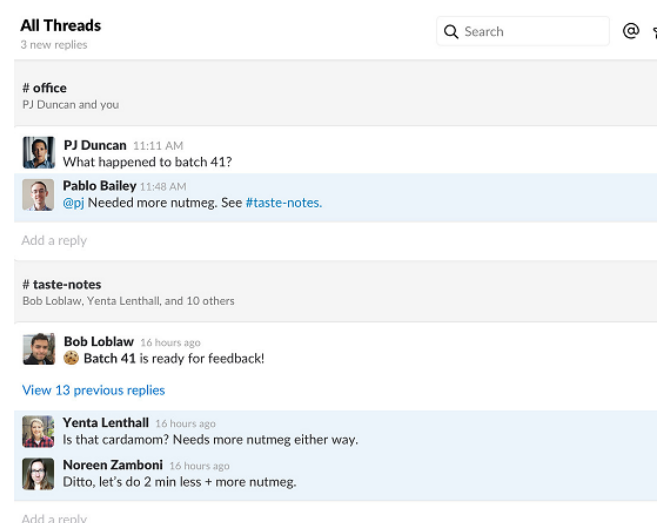 All Threads
3 new replies
Search
# office
PJ Duncan and you
PJ Duncan 11:11 AM
What happened to batch 41?
Pablo Bailey 11:48 AM
@pj Needed more nutmeg. See #taste-notes.
Add a reply
# taste-notes
Bob Loblaw, Yenta Lenthall, and 10 others
Bob Loblaw 16 hours ago
🍪 Batch 41 is ready for feedback!
View 13 previous replies
Yenta Lenthall 16 hours ago
Is that cardamom? Needs more nutmeg either way.
Noreen Zamboni 16 hours ago
Ditto, let's do 2 min less + more nutmeg.
Add a reply